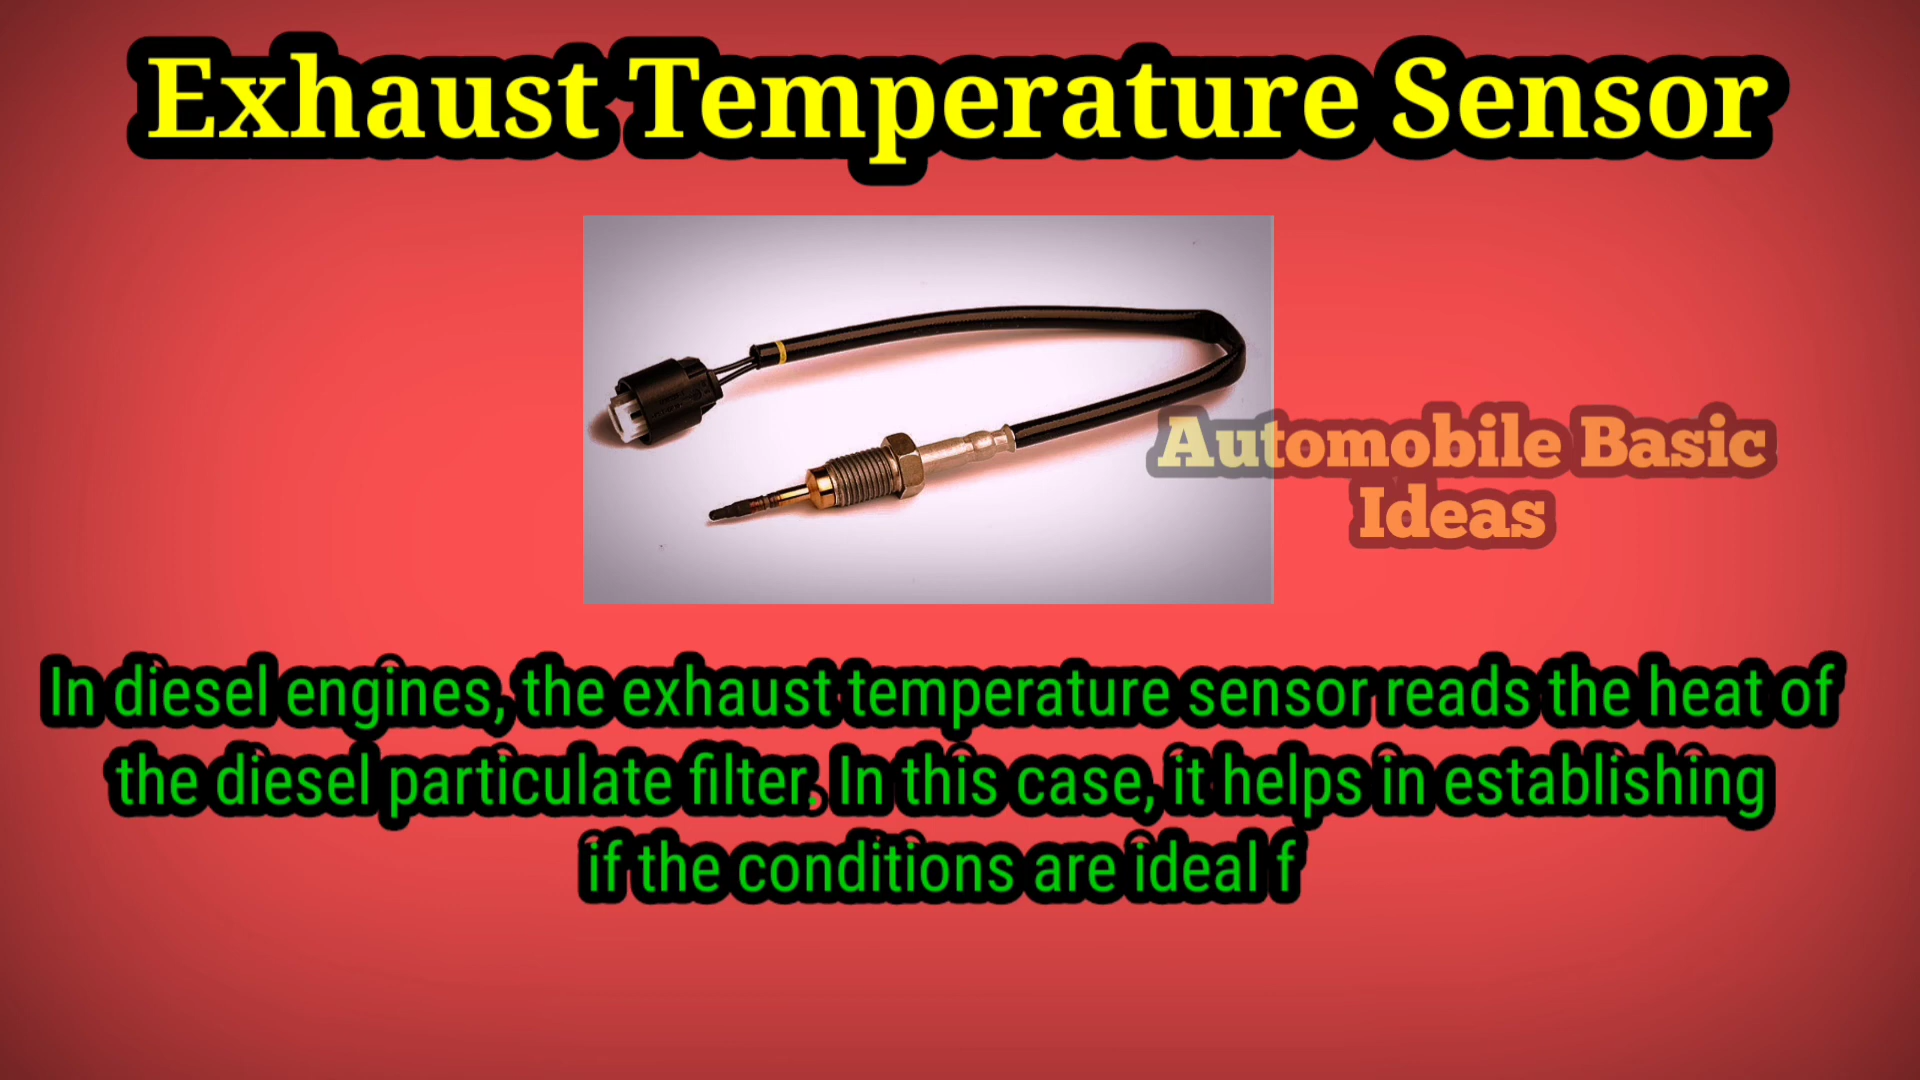 Exhaust Temperature Sensor
Automobile Basic
Ideas
In diesel engines, the exhaust temperature sensor reads the heat of
the diesel particulate filter. In this case, it helps in establishing
if the conditions are ideal f